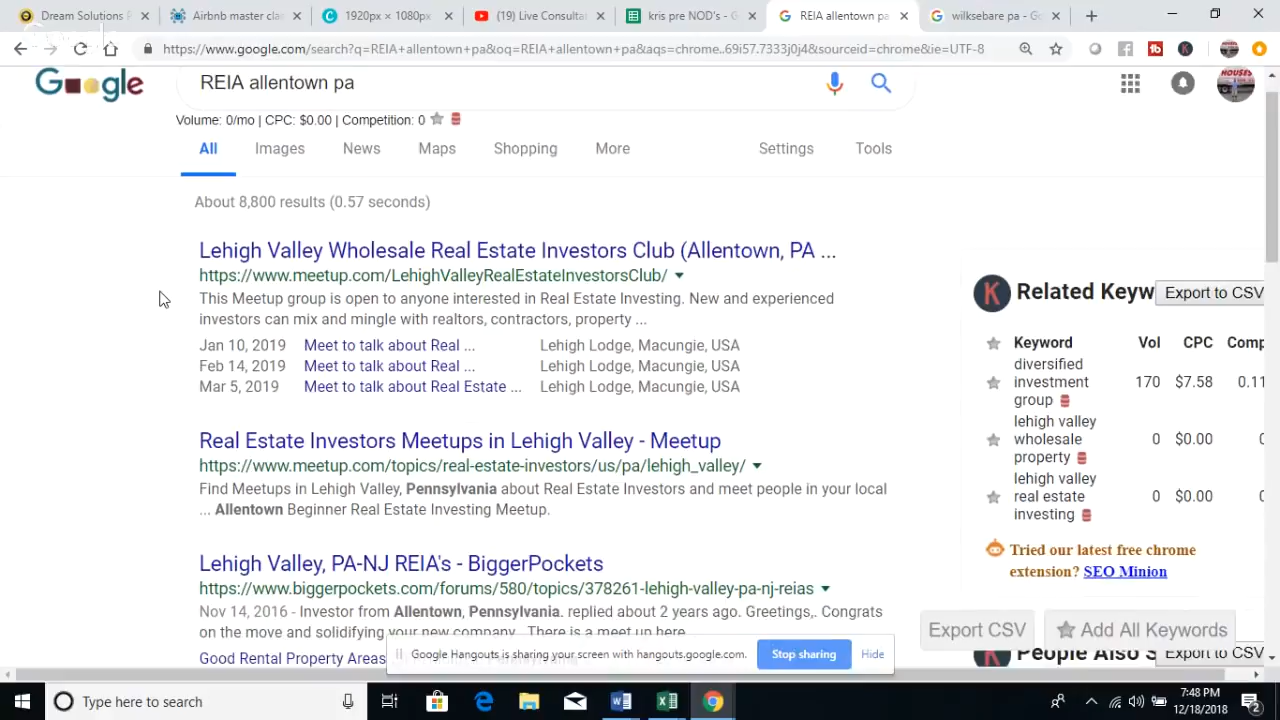 Dream Solutions P
Airbnb master cla
1920px × 1080px
(19) Live Consultat
kris pre NOD's - G
REIA allentown pa
wilksebare pa - Go
https://www.google.com/search?q=REIA+allentown+pa&oq=REIA+allentown+pa&aqs=chrome..69i57.7333j0j4&sourceid=chrome&ie=UTF-8
REIA allentown pa
Volume: 0/mo | CPC: $0.00 | Competition: 0
All
Images
News
Maps
Shopping
More
Settings
Tools
About 8,800 results (0.57 seconds)
Lehigh Valley Wholesale Real Estate Investors Club (Allentown, PA ...
https://www.meetup.com/LehighValleyRealEstateInvestorsClub/
This Meetup group is open to anyone interested in Real Estate Investing. New and experienced
investors can mix and mingle with realtors, contractors, property ...
Jan 10, 2019 Meet to talk about Real ... Lehigh Lodge, Macungie, USA
Feb 14, 2019 Meet to talk about Real ... Lehigh Lodge, Macungie, USA
Mar 5, 2019 Meet to talk about Real Estate ... Lehigh Lodge, Macungie, USA
Real Estate Investors Meetups in Lehigh Valley - Meetup
https://www.meetup.com/topics/real-estate-investors/us/pa/lehigh_valley/
Find Meetups in Lehigh Valley, Pennsylvania about Real Estate Investors and meet people in your local
... Allentown Beginner Real Estate Investing Meetup.
Lehigh Valley, PA-NJ REIA's - BiggerPockets
https://www.biggerpockets.com/forums/580/topics/378261-lehigh-valley-pa-nj-reias
Nov 14, 2016 - Investor from Allentown, Pennsylvania. replied about 2 years ago. Greetings,. Congrats
on the move and solidifying your new company . There is a meet up here
Good Rental Property Areas
K Related Keyw
Export to CSV
Keyword Vol CPC Comp
diversified
investment
group
170 $7.58 0.11
lehigh valley
wholesale
property
0 $0.00
lehigh valley
real estate
investing
0 $0.00
Tried our latest free chrome
extension? SEO Minion
Export CSV
Add All Keywords
People Also S
Export to CSV
Google Hangouts is sharing your screen with hangouts.google.com.
Stop sharing
Hide
Type here to search
7:48 PM
12/18/2018
2